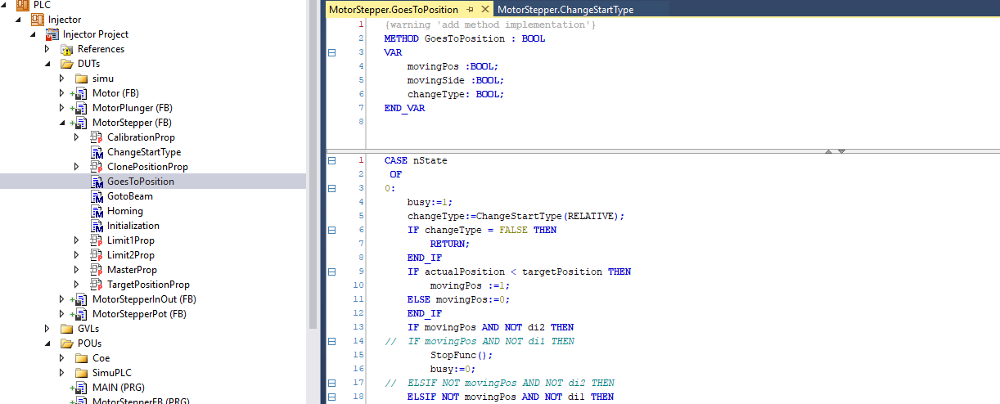 PLC
Injector
Injector Project
References
DUTs
simu
Motor (FB)
MotorPlunger (FB)
MotorStepper (FB)
CalibrationProp
ChangeStartType
ClonePositionProp
GoesToPosition
GotoBeam
Homing
Initialization
Limit1Prop
Limit2Prop
MasterProp
TargetPositionProp
MotorStepperInOut (FB)
MotorStepperPot (FB)
GVLs
POUs
Coe
SimuPLC
MAIN (PRG)
MotorStepperFB (PRG)
MotorStepper.GoesToPosition MotorStepper.ChangeStartType
1 {warning 'add method implementation'}
2 METHOD GoesToPosition : BOOL
3 VAR
4 movingPos :BOOL;
5 movingSide :BOOL;
6 changeType: BOOL;
7 END_VAR
8
1 CASE nState
2 OF
3 0:
4 busy:=1;
5 changeType:=ChangeStartType(RELATIVE);
6 IF changeType = FALSE THEN
7 RETURN;
8 END_IF
9 IF actualPosition < targetPosition THEN
10 movingPos :=1;
11 ELSE movingPos:=0;
12 END_IF
13 IF movingPos AND NOT di2 THEN
14 // IF movingPos AND NOT di1 THEN
15 StopFunc();
16 busy:=0;
17 // ELSIF NOT movingPos AND NOT di2 THEN
18 ELSIF NOT movingPos AND NOT di1 THEN